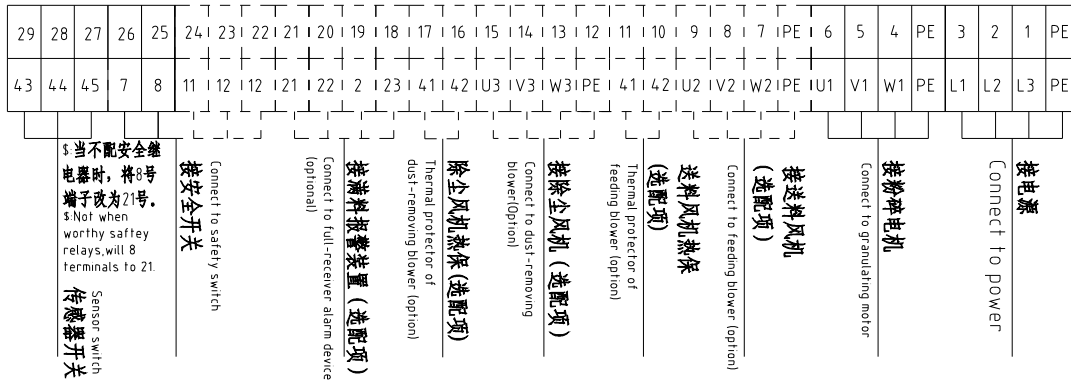 29 28 27 26 25 24 23 22 21 20 19 18 17 16 15 14 13 12 11 10 9 8 7 PE 6 5 4 PE 3 2 1 PE
43 44 45 7 8 11 12 12 21 22 2 23 41 42 U3 V3 W3 PE 41 42 U2 V2 W2 PE U1 V1 W1 PE L1 L2 L3 PE
$:当不配安全继
电器时，将8号
端子改为21号。
$:Not when
worthy saftey
relays,will 8
terminals to 21.
Sensor switch
传感器开关
Connect to safety switch
接安全开关
接满料报警装置（选配项）
Connect to full-receiver alarm device
(optional)
除尘风机热保(选配项)
Thermal protector of
dust-removing blower (option)
接除尘风机（选配项）
Connect to dust-removing
blower(Option)
送料风机热保
(选配项)
Thermal protector of
feeding blower (option)
接送料风机
（选配项）
Connect to feeding blower (option)
接粉碎电机
Connect to granulating motor
接电源
Connect to power